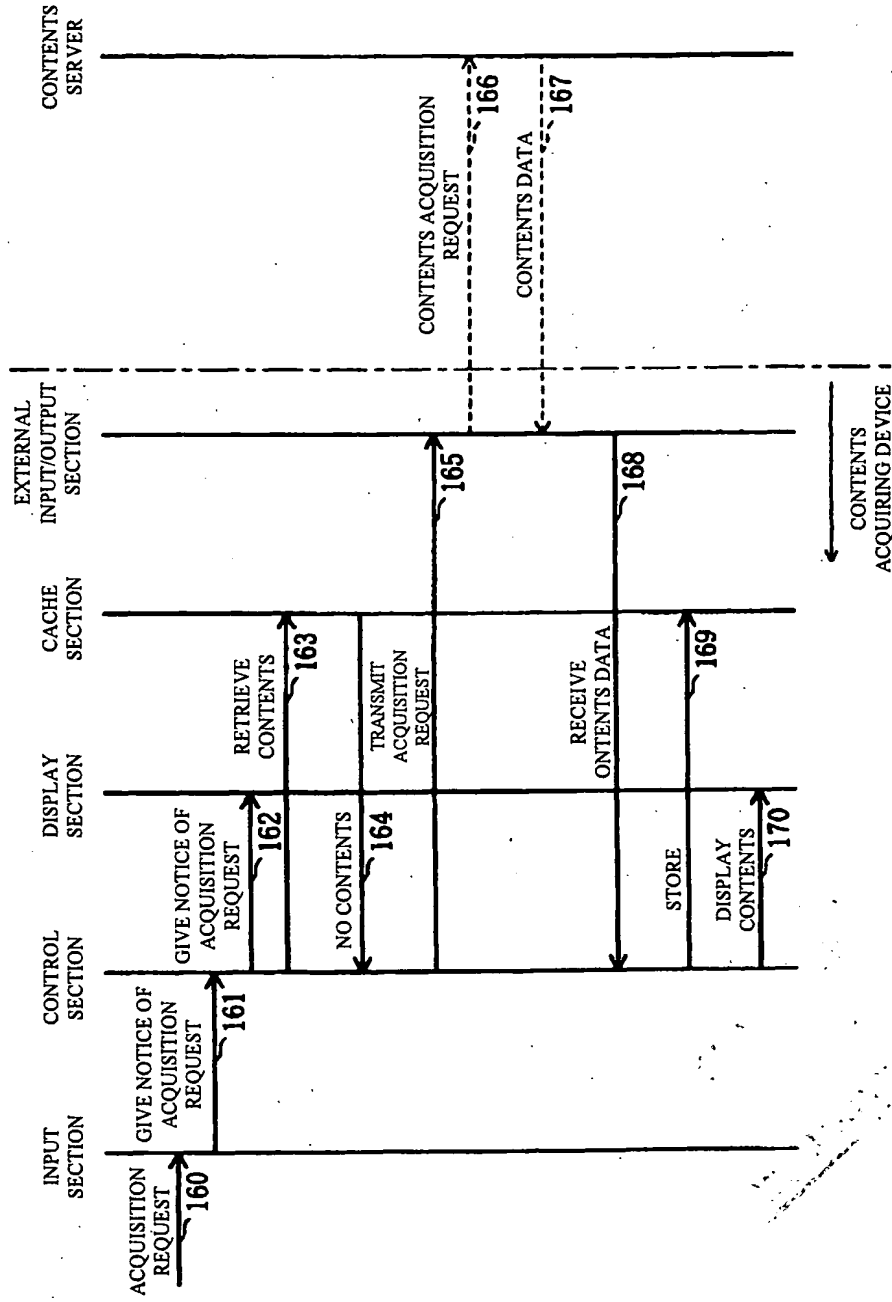 INPUT
SECTION
CONTROL
SECTION
DISPLAY
SECTION
CACHE
SECTION
EXTERNAL
INPUT/OUTPUT
SECTION
CONTENTS
SERVER
ACQUISITION
REQUEST
160
GIVE NOTICE OF
ACQUISITION
REQUEST
161
GIVE NOTICE OF
ACQUISITION
REQUEST
162
RETRIEVE
CONTENTS
163
NO CONTENTS
164
TRANSMIT
ACQUISITION
REQUEST
165
CONTENTS ACQUISITION
REQUEST
166
CONTENTS DATA
167
RECEIVE
ONTENTS DATA
168
STORE
169
DISPLAY
CONTENTS
170
CONTENTS
ACQUIRING DEVICE